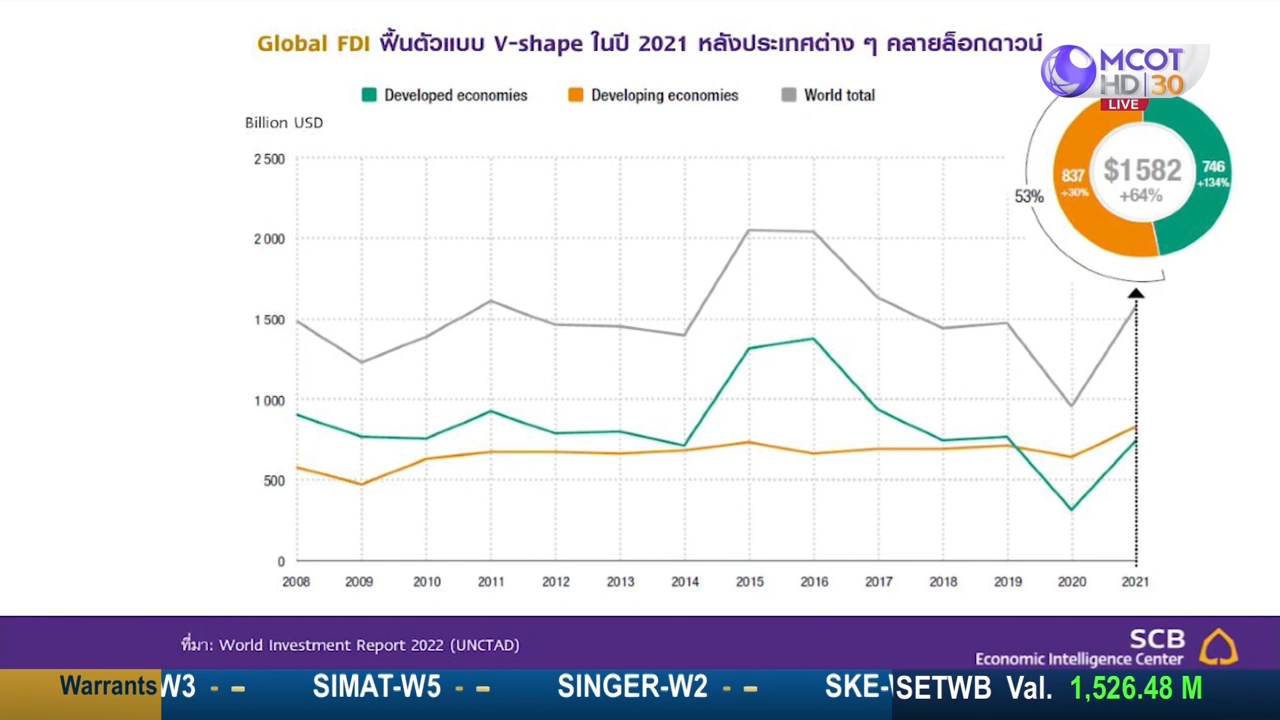 Global FDI ฟื้นตัวแบบ V-shape ในปี 2021 หลังประเทศต่าง ๆ คลายล็อกดาวน์
MCOT
HD 30
LIVE
Developed economies Developing economies World total
Billion USD
2 500
2 000
1 500
1 000
500
0
2008 2009 2010 2011 2012 2013 2014 2015 2016 2017 2018 2019 2020 2021
837
+30%
$1 582
+64%
746
+134%
53%
ที่มา: World Investment Report 2022 (UNCTAD)
SCB
Economic Intelligence Center
Warrants W3 - - SIMAT-W5 - - SINGER-W2 - - SKE- SETWB Val. 1,526.48 M